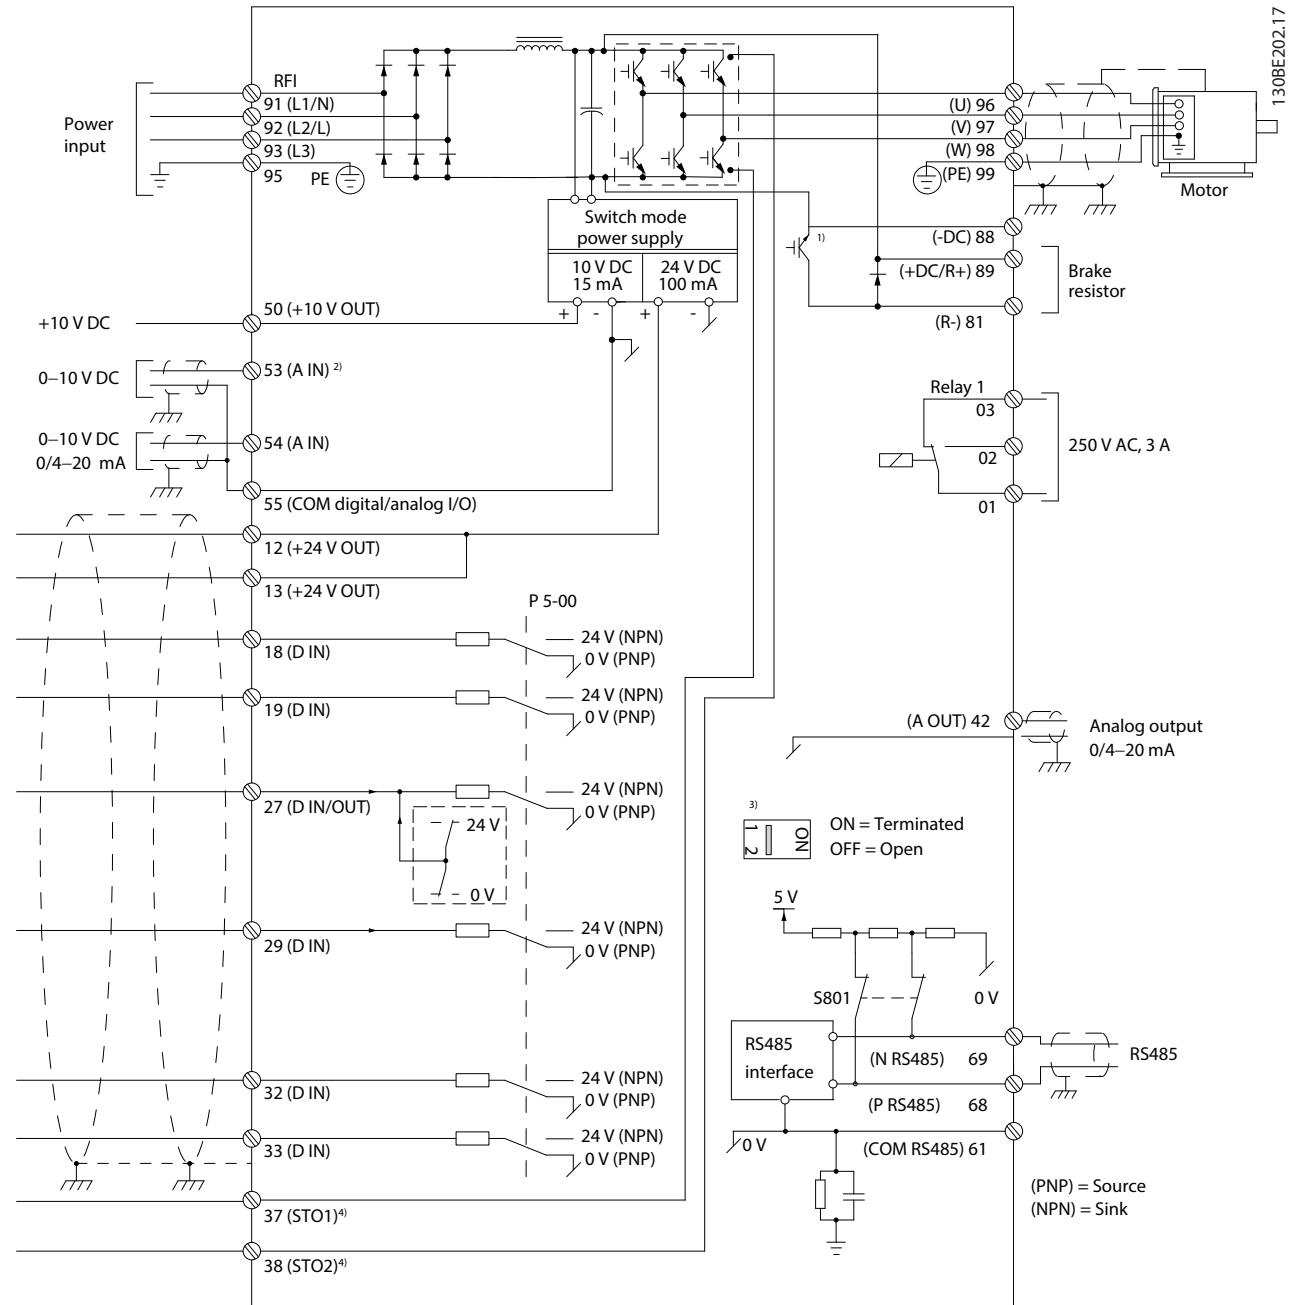 130BE202.17
RFI
91 (L1/N)
92 (L2/L)
93 (L3)
95
PE
Power
input
(U) 96
(V) 97
(W) 98
(PE) 99
Motor
Switch mode
power supply
10 V DC
15 mA
24 V DC
100 mA
+
-
+
-
1)
(-DC) 88
(+DC/R+) 89
(R-) 81
Brake
resistor
+10 V DC
50 (+10 V OUT)
0–10 V DC
53 (A IN) 2)
0–10 V DC
0/4–20 mA
54 (A IN)
55 (COM digital/analog I/O)
Relay 1
03
02
01
250 V AC, 3 A
12 (+24 V OUT)
13 (+24 V OUT)
P 5-00
18 (D IN)
24 V (NPN)
0 V (PNP)
19 (D IN)
24 V (NPN)
0 V (PNP)
27 (D IN/OUT)
24 V (NPN)
0 V (PNP)
24 V
0 V
29 (D IN)
24 V (NPN)
0 V (PNP)
32 (D IN)
24 V (NPN)
0 V (PNP)
33 (D IN)
24 V (NPN)
0 V (PNP)
37 (STO1)4)
38 (STO2)4)
(A OUT) 42
Analog output
0/4–20 mA
3)
1 2
ON
ON = Terminated
OFF = Open
5 V
S801
0 V
RS485
interface
(N RS485) 69
(P RS485) 68
RS485
0 V
(COM RS485) 61
(PNP) = Source
(NPN) = Sink